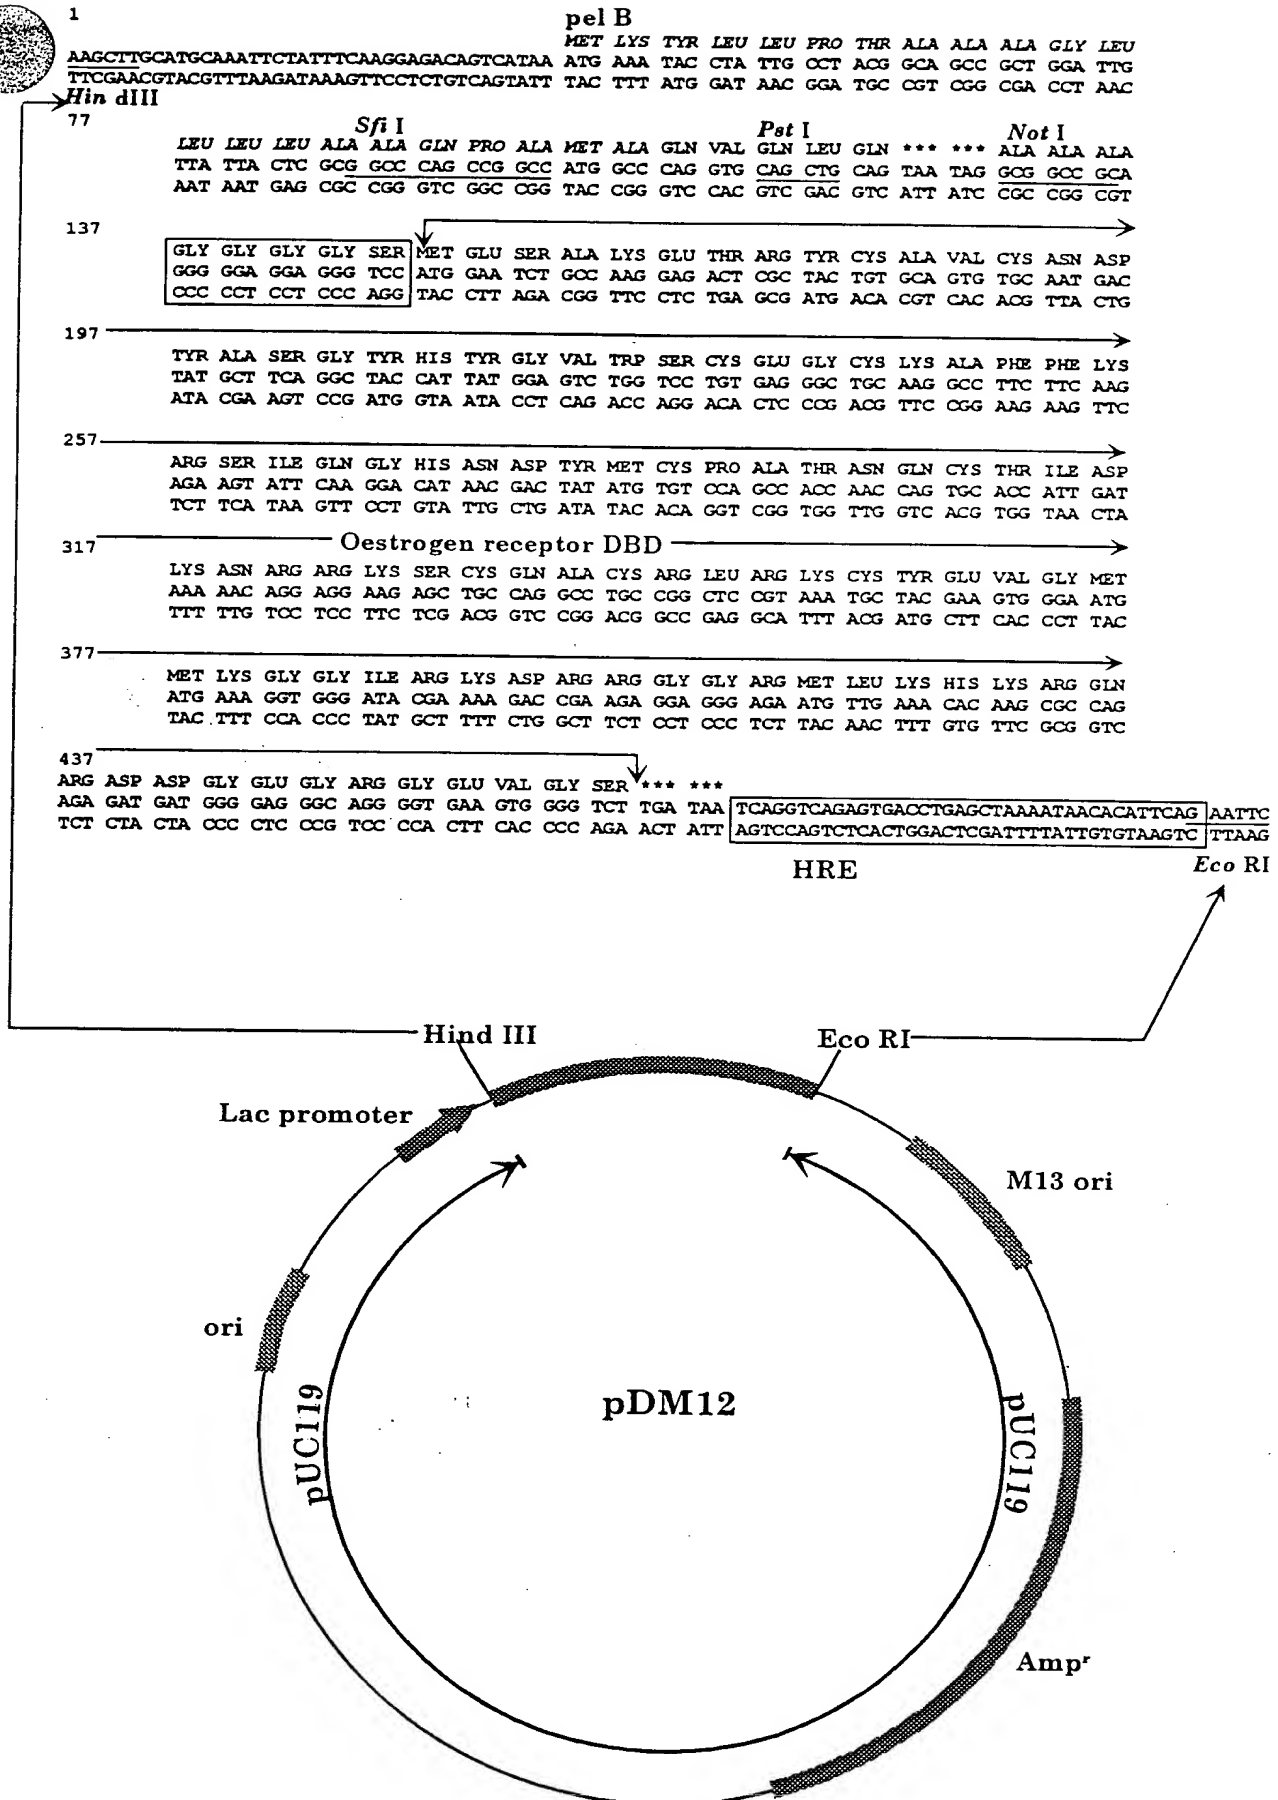 1
pel B
MET LYS TYR LEU LEU PRO THR ALA ALA ALA GLY LEU
AAGCTTGCATGCAAATTCTATTTCAAGGAGACAGTCATAA ATG AAA TAC CTA TTG CCT ACG GCA GCC GCT GGA TTG
TTCGAACGTACGTTTAAGATAAAGTTCCTCTGTCAGTATT TAC TTT ATG GAT AAC GGA TGC CGT CGG CGA CCT AAC
Hin dIII
77
Sfi I
Pst I
Not I
LEU LEU LEU ALA ALA GLN PRO ALA MET ALA GLN VAL GLN LEU GLN *** *** ALA ALA ALA
TTA TTA CTC GCG GCC CAG CCG GCC ATG GCC CAG GTG CAG CTG CAG TAA TAG GCG GCC GCA
AAT AAT GAG CGC CGG GTC GGC CGG TAC CGG GTC CAC GTC GAC GTC ATT ATC CGC CGG CGT
137
GLY GLY GLY GLY SER MET GLU SER ALA LYS GLU THR ARG TYR CYS ALA VAL CYS ASN ASP
GGG GGA GGA GGG TCC ATG GAA TCT GCC AAG GAG ACT CGC TAC TGT GCA GTG TGC AAT GAC
CCC CCT CCT CCC AGG TAC CTT AGA CGG TTC CTC TGA GCG ATG ACA CGT CAC ACG TTA CTG
197
TYR ALA SER GLY TYR HIS TYR GLY VAL TRP SER CYS GLU GLY CYS LYS ALA PHE PHE LYS
TAT GCT TCA GGC TAC CAT TAT GGA GTC TGG TCC TGT GAG GGC TGC AAG GCC TTC TTC AAG
ATA CGA AGT CCG ATG GTA ATA CCT CAG ACC AGG ACA CTC CCG ACG TTC CGG AAG AAG TTC
257
ARG SER ILE GLN GLY HIS ASN ASP TYR MET CYS PRO ALA THR ASN GLN CYS THR ILE ASP
AGA AGT ATT CAA GGA CAT AAC GAC TAT ATG TGT CCA GCC ACC AAC CAG TGC ACC ATT GAT
TCT TCA TAA GTT CCT GTA TTG CTG ATA TAC ACA GGT CGG TGG TTG GTC ACG TGG TAA CTA
317
Oestrogen receptor DBD
LYS ASN ARG ARG LYS SER CYS GLN ALA CYS ARG LEU ARG LYS CYS TYR GLU VAL GLY MET
AAA AAC AGG AGG AAG AGC TGC CAG GCC TGC CGG CTC CGT AAA TGC TAC GAA GTG GGA ATG
TTT TTG TCC TCC TTC TCG ACG GTC CGG ACG GCC GAG GCA TTT ACG ATG CTT CAC CCT TAC
377
MET LYS GLY GLY ILE ARG LYS ASP ARG ARG GLY GLY ARG MET LEU LYS HIS LYS ARG GLN
ATG AAA GGT GGG ATA CGA AAA GAC CGA AGA GGA GGG AGA ATG TTG AAA CAC AAG CGC CAG
TAC TTT CCA CCC TAT GCT TTT CTG GCT TCT CCT CCC TCT TAC AAC TTT GTG TTC GCG GTC
437
ARG ASP ASP GLY GLU GLY ARG GLY GLU VAL GLY SER *** ***
AGA GAT GAT GGG GAG GGC AGG GGT GAA GTG GGG TCT TGA TAA TCAGGTCAGAGTGACCTGAGCTAAAATAACACATTCAG AATTC
TCT CTA CTA CCC CTC CCG TCC CCA CTT CAC CCC AGA ACT ATT AGTCCAGTCTCACTGGACTCGATTTTATTGTGTAAGTC TTAAG
HRE
Eco RI
Hind III
Eco RI
Lac promoter
M13 ori
ori
pUC119
pDM12
pUC119
Ampʳ